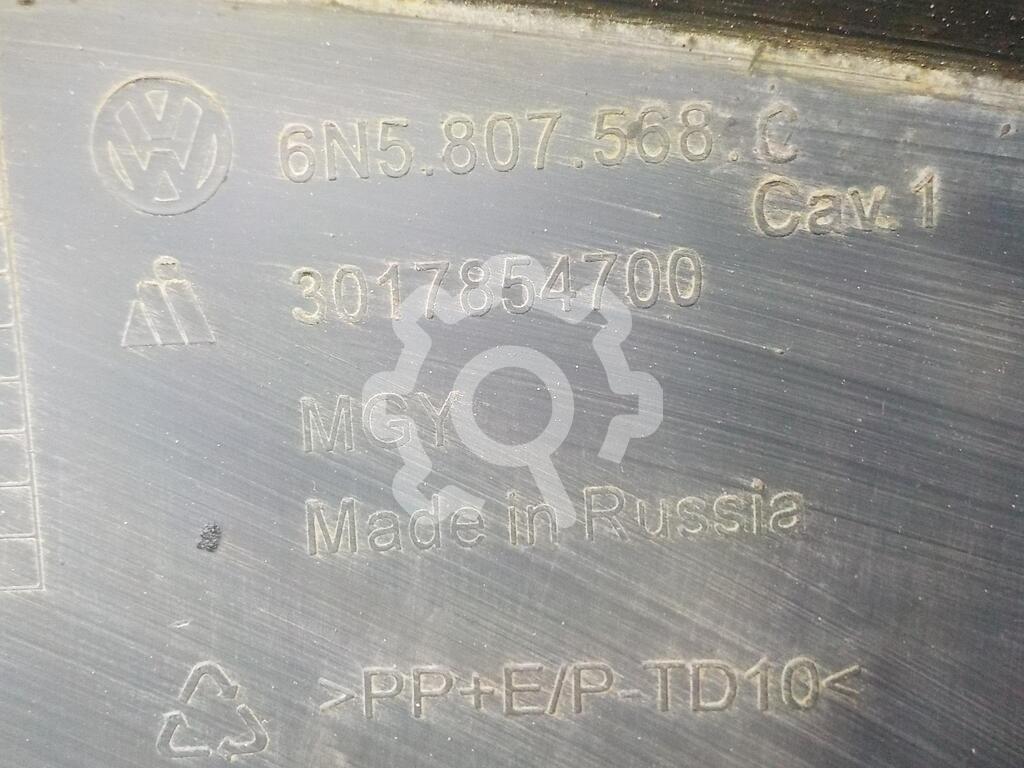 6N5.807.568.C
Cav.1
3017854700
MGY
Made in Russia
>PP+E/P-TD10<